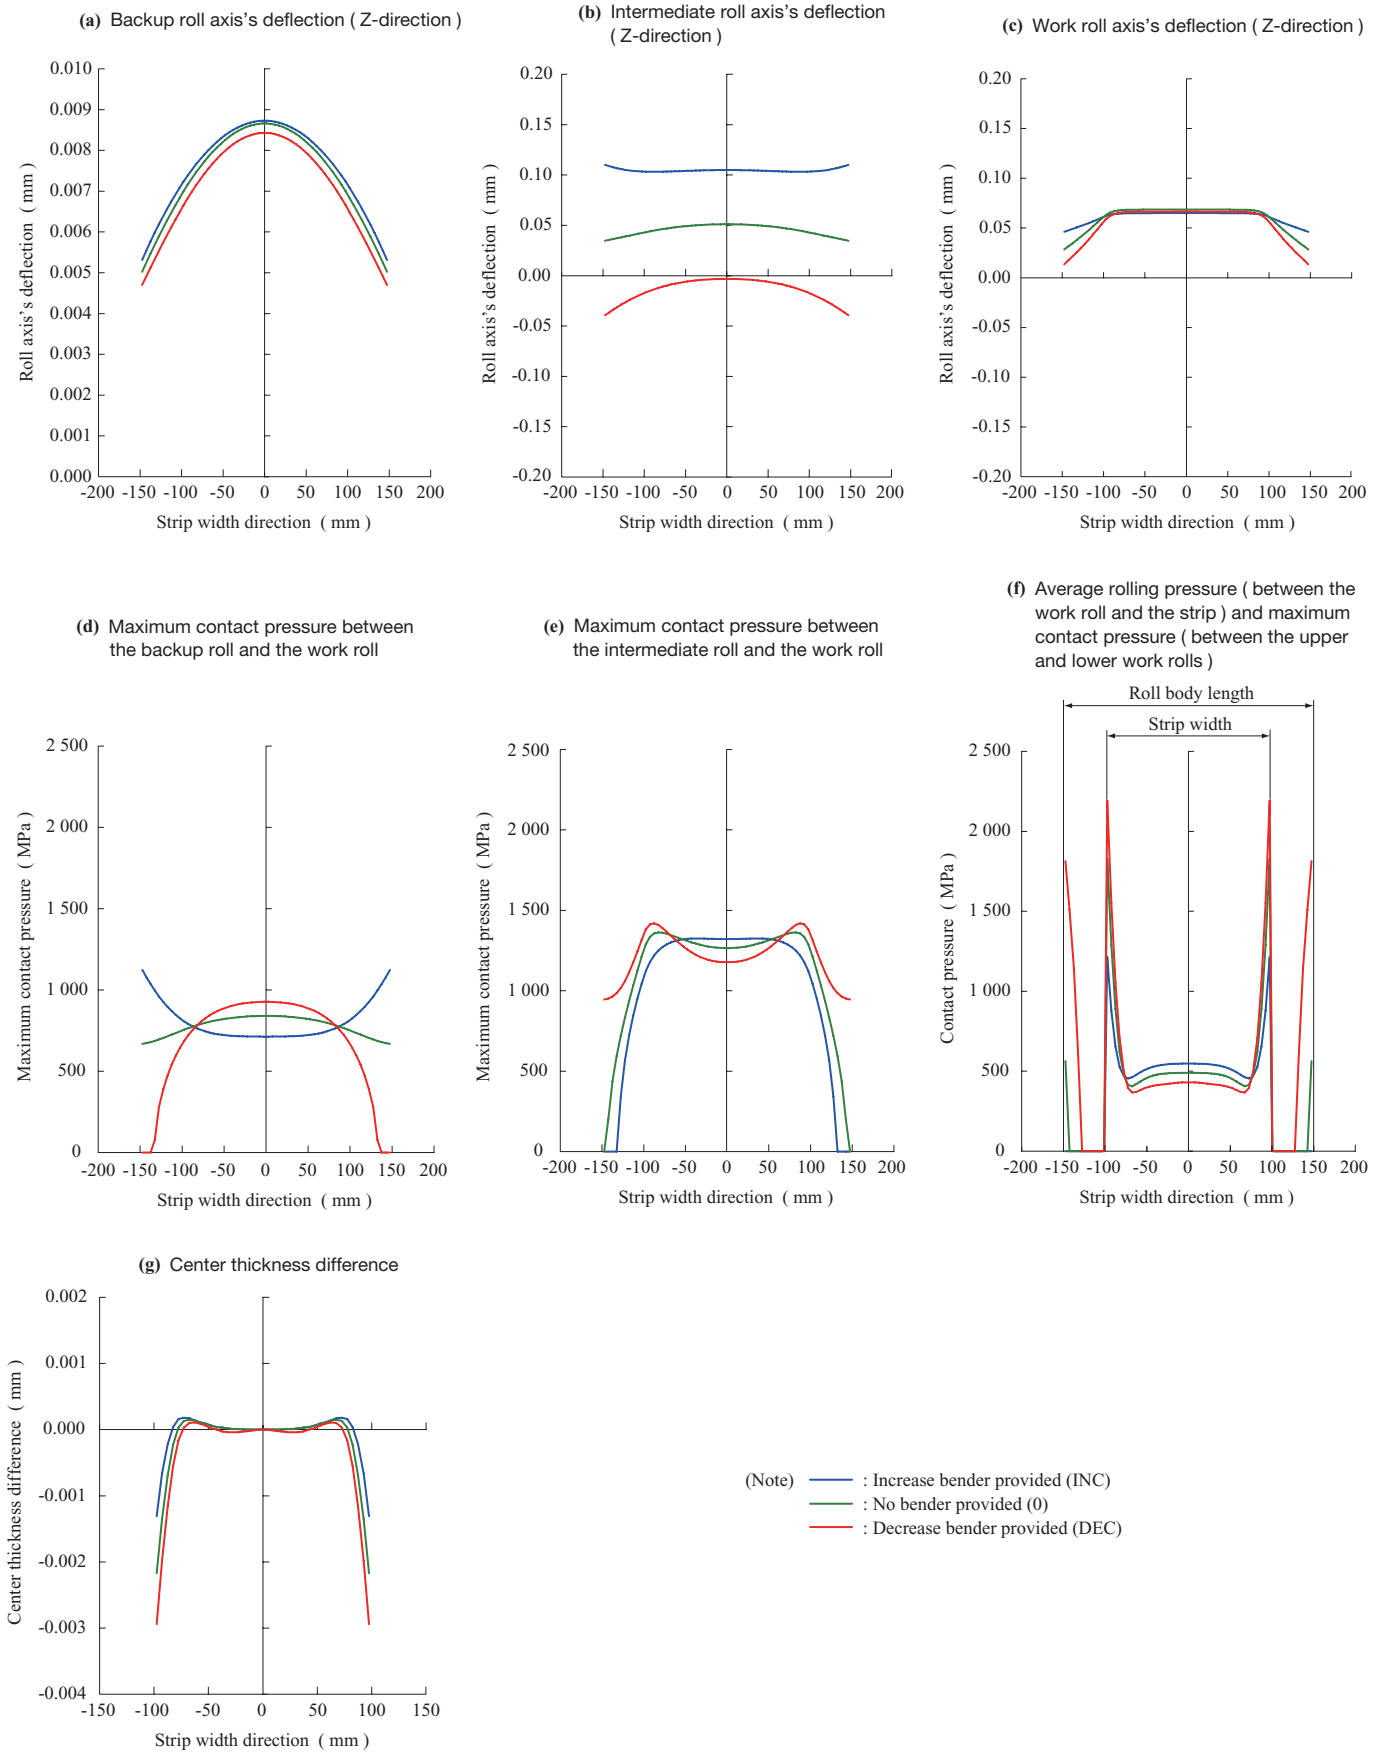 (a) Backup roll axis's deflection ( Z-direction )
0.010
0.009
0.008
0.007
0.006
0.005
0.004
0.003
0.002
0.001
0.000
Roll axis's deflection ( mm )
-200 -150 -100 -50 0 50 100 150 200
Strip width direction ( mm )
(b) Intermediate roll axis's deflection
( Z-direction )
0.20
0.15
0.10
0.05
0.00
-0.05
-0.10
-0.15
-0.20
Roll axis's deflection ( mm )
-200 -150 -100 -50 0 50 100 150 200
Strip width direction ( mm )
(c) Work roll axis's deflection ( Z-direction )
0.20
0.15
0.10
0.05
0.00
-0.05
-0.10
-0.15
-0.20
Roll axis's deflection ( mm )
-200 -150 -100 -50 0 50 100 150 200
Strip width direction ( mm )
(d) Maximum contact pressure between
the backup roll and the work roll
2 500
2 000
1 500
1 000
500
0
Maximum contact pressure ( MPa )
-200 -150 -100 -50 0 50 100 150 200
Strip width direction ( mm )
(e) Maximum contact pressure between
the intermediate roll and the work roll
2 500
2 000
1 500
1 000
500
0
Maximum contact pressure ( MPa )
-200 -150 -100 -50 0 50 100 150 200
Strip width direction ( mm )
(f) Average rolling pressure ( between the
work roll and the strip ) and maximum
contact pressure ( between the upper
and lower work rolls )
Roll body length
Strip width
2 500
2 000
1 500
1 000
500
0
Contact pressure ( MPa )
-200 -150 -100 -50 0 50 100 150 200
Strip width direction ( mm )
(g) Center thickness difference
0.002
0.001
0.000
-0.001
-0.002
-0.003
-0.004
Center thickness difference ( mm )
-150 -100 -50 0 50 100 150
Strip width direction ( mm )
(Note) : Increase bender provided (INC)
: No bender provided (0)
: Decrease bender provided (DEC)